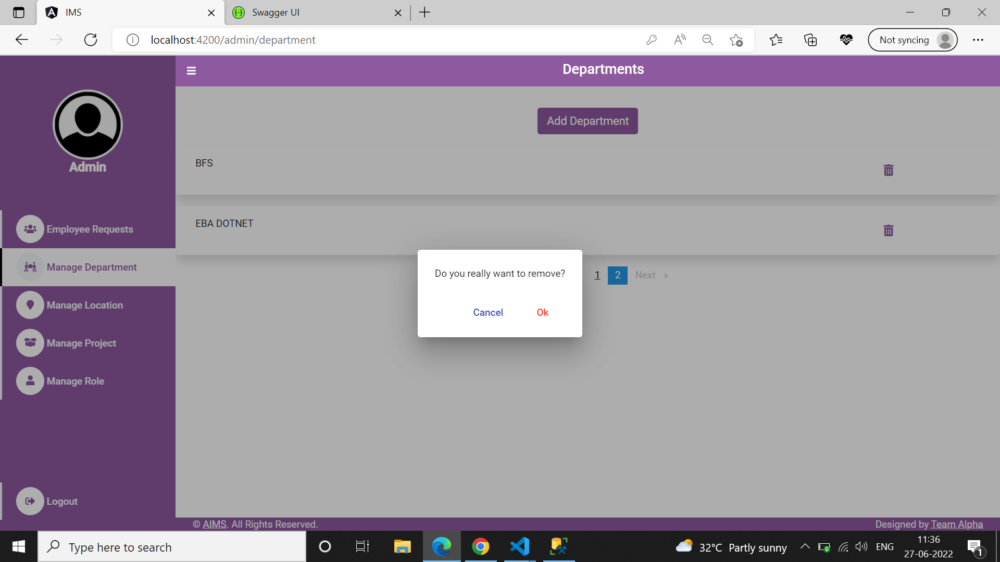 IMS
Swagger UI
localhost:4200/admin/department
Not syncing
Departments
Add Department
Admin
BFS
EBA DOTNET
Employee Requests
Manage Department
Manage Location
Manage Project
Manage Role
Logout
1 2 Next »
Do you really want to remove?
Cancel Ok
© AIMS. All Rights Reserved.
Designed by Team Alpha
Type here to search
32°C Partly sunny
ENG
11:36
27-06-2022
1